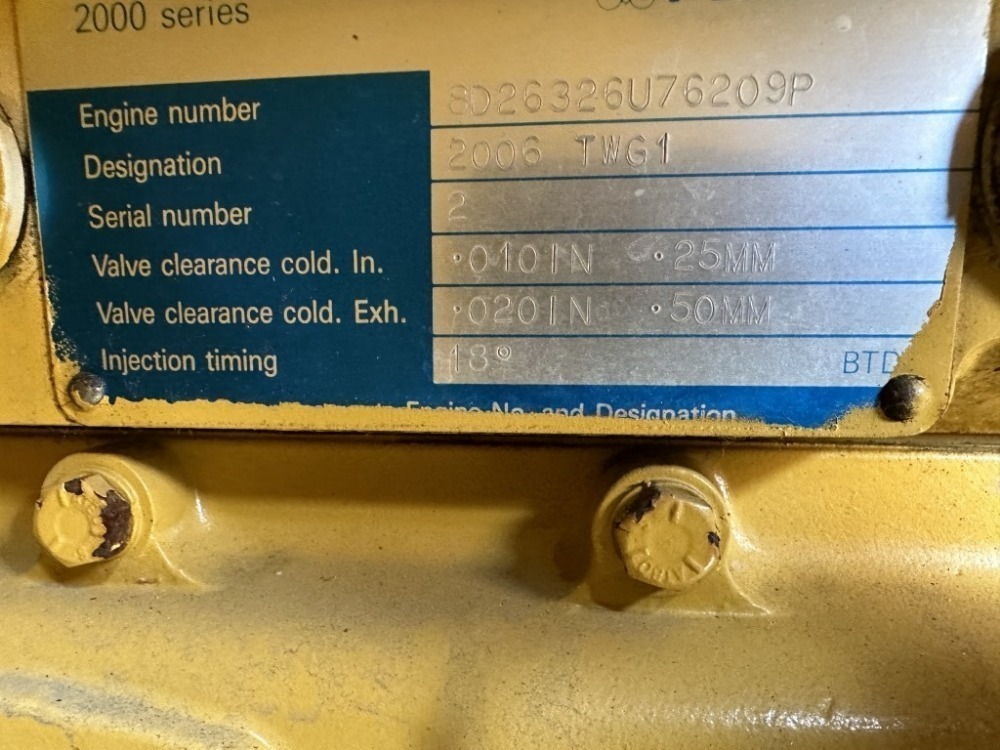 2000 series
Engine number 8D26326U76209P
Designation 2006 TWG1
Serial number 2
Valve clearance cold. In. .010IN .25MM
Valve clearance cold. Exh. .020IN .50MM
Injection timing 18° BTD
Engine No. and Designation